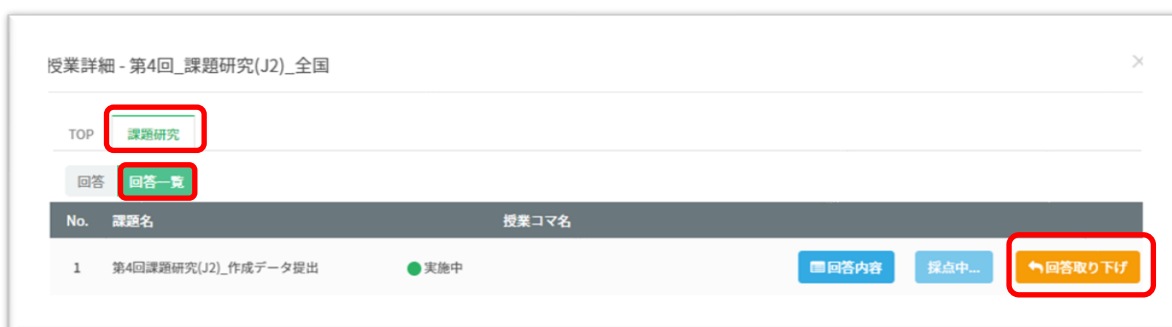 授業詳細 - 第4回_課題研究(J2)_全国
TOP 課題研究
回答 回答一覧
No. 課題名 授業コマ名
1 第4回課題研究(J2)_作成データ提出 実施中 回答内容 採点中... 回答取り下げ